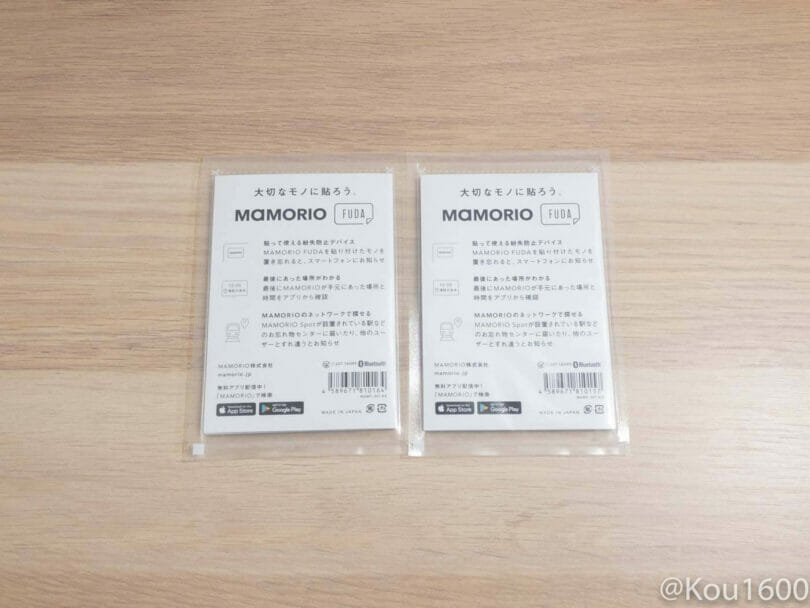 大切なモノに貼ろう。
MAMORIO FUDA
貼って使える紛失防止デバイス
MAMORIO FUDAを貼り付けたモノを
置き忘れると、スマートフォンにお知らせ
最後にあった場所がわかる
最後にMAMORIOが手元にあった場所と
時間をアプリから確認
MAMORIOのネットワークで探せる
MAMORIO Spotが設置されている駅など
のお忘れ物センターに届いたり、他のユー
ザーとすれ違うとお知らせ
MAMORIO株式会社
mamorio.jp
無料アプリ配信中！
「MAMORIO」で検索
App Store
Google Play
Bluetooth
4 589671 810164
MADE IN JAPAN
大切なモノに貼ろう。
MAMORIO FUDA
貼って使える紛失防止デバイス
MAMORIO FUDAを貼り付けたモノを
置き忘れると、スマートフォンにお知らせ
最後にあった場所がわかる
最後にMAMORIOが手元にあった場所と
時間をアプリから確認
MAMORIOのネットワークで探せる
MAMORIO Spotが設置されている駅など
のお忘れ物センターに届いたり、他のユー
ザーとすれ違うとお知らせ
MAMORIO株式会社
mamorio.jp
無料アプリ配信中！
「MAMORIO」で検索
App Store
Google Play
Bluetooth
4 589671 810157
MADE IN JAPAN
@Kou1600